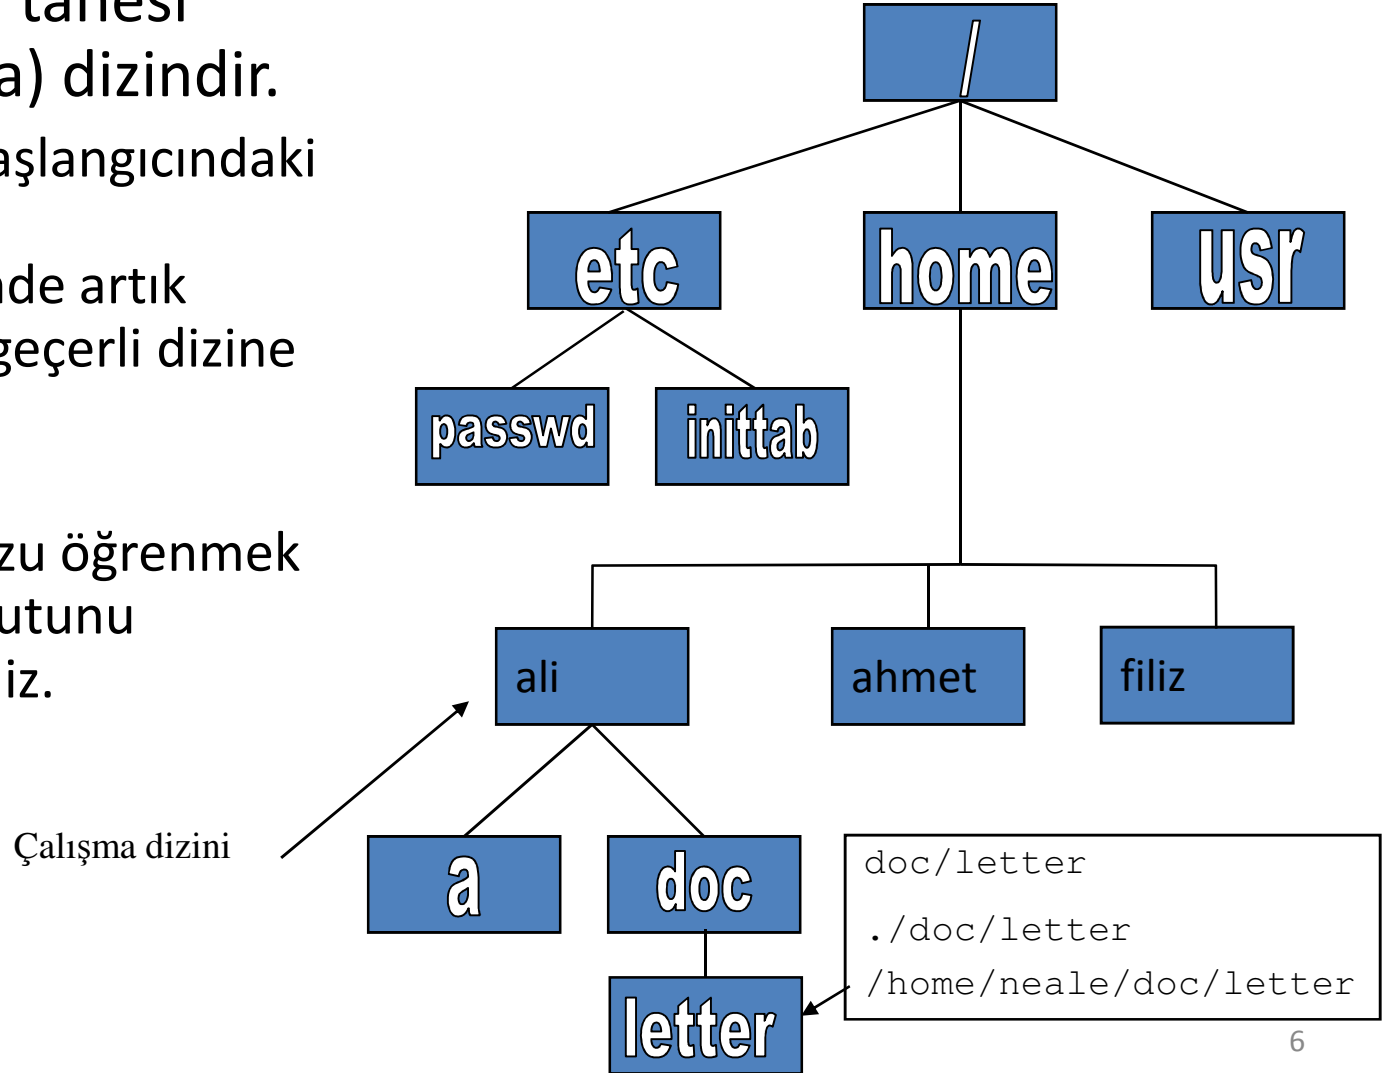 tanesi
a) dizindir.
aşlangıcındaki
de artık
geçerli dizine
zu öğrenmek
utunu
iz.
/
etc
home
usr
passwd
inittab
ali
ahmet
filiz
Çalışma dizini
a
doc
letter
doc/letter
./doc/letter
/home/neale/doc/letter
6